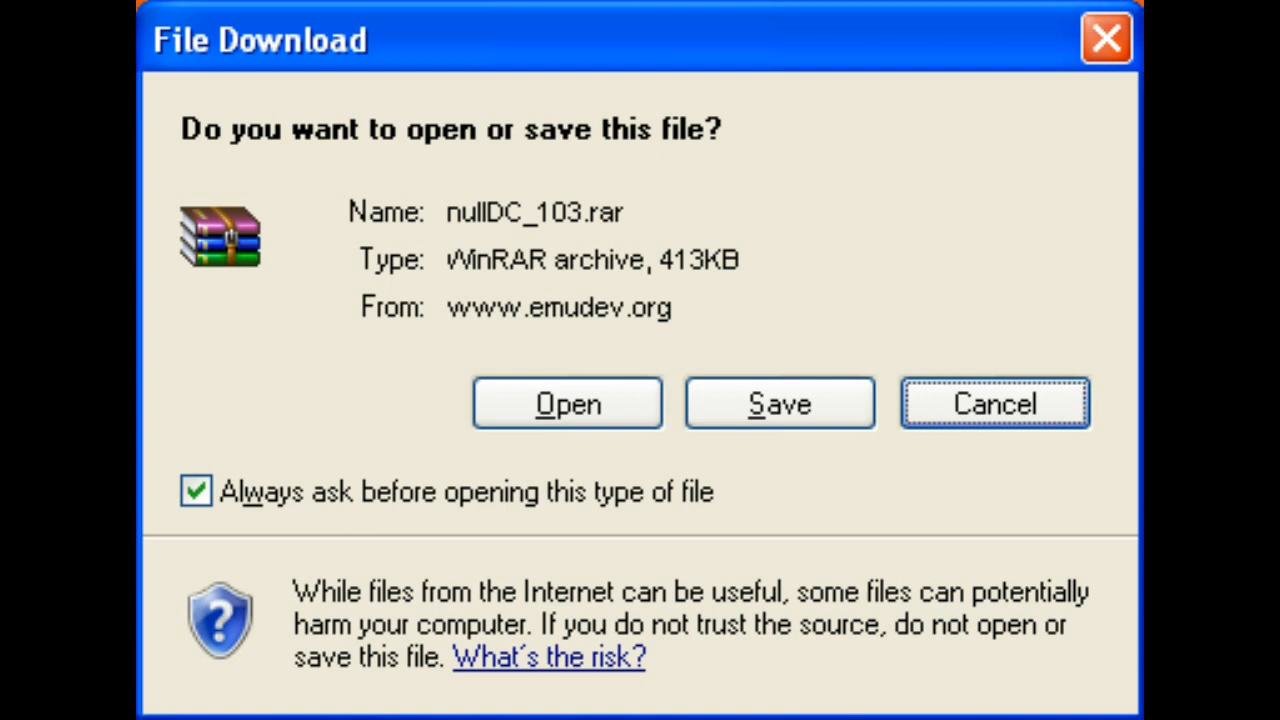 File Download
Do you want to open or save this file?
Name: nullDC_103.rar
Type: WinRAR archive, 413KB
From: www.emudev.org
Open Save Cancel
Always ask before opening this type of file
While files from the Internet can be useful, some files can potentially
harm your computer. If you do not trust the source, do not open or
save this file. What's the risk?